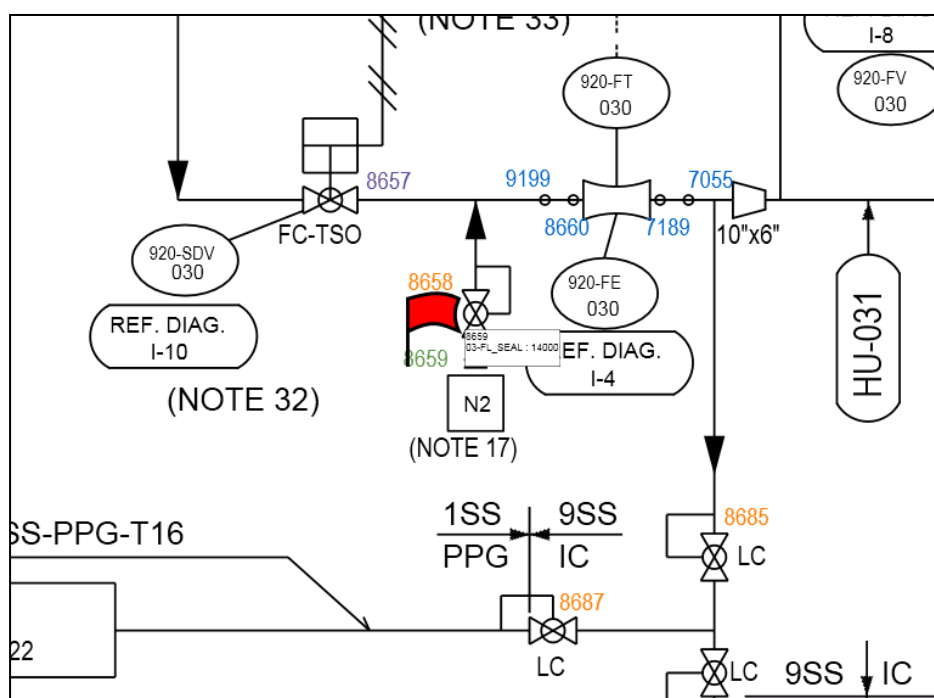 (NOTE 33)
I-8
920-FT
030
920-FV
030
8657
9199
7055
8660
7189
FC-TSO
10"x6"
920-SDV
030
8658
920-FE
030
HU-031
REF. DIAG.
I-10
8659
03-FL_SEAL : 14000
8659
EF. DIAG.
I-4
(NOTE 32)
N2
(NOTE 17)
1SS
9SS
PPG
IC
SS-PPG-T16
8685
LC
8687
LC
22
LC
9SS
IC